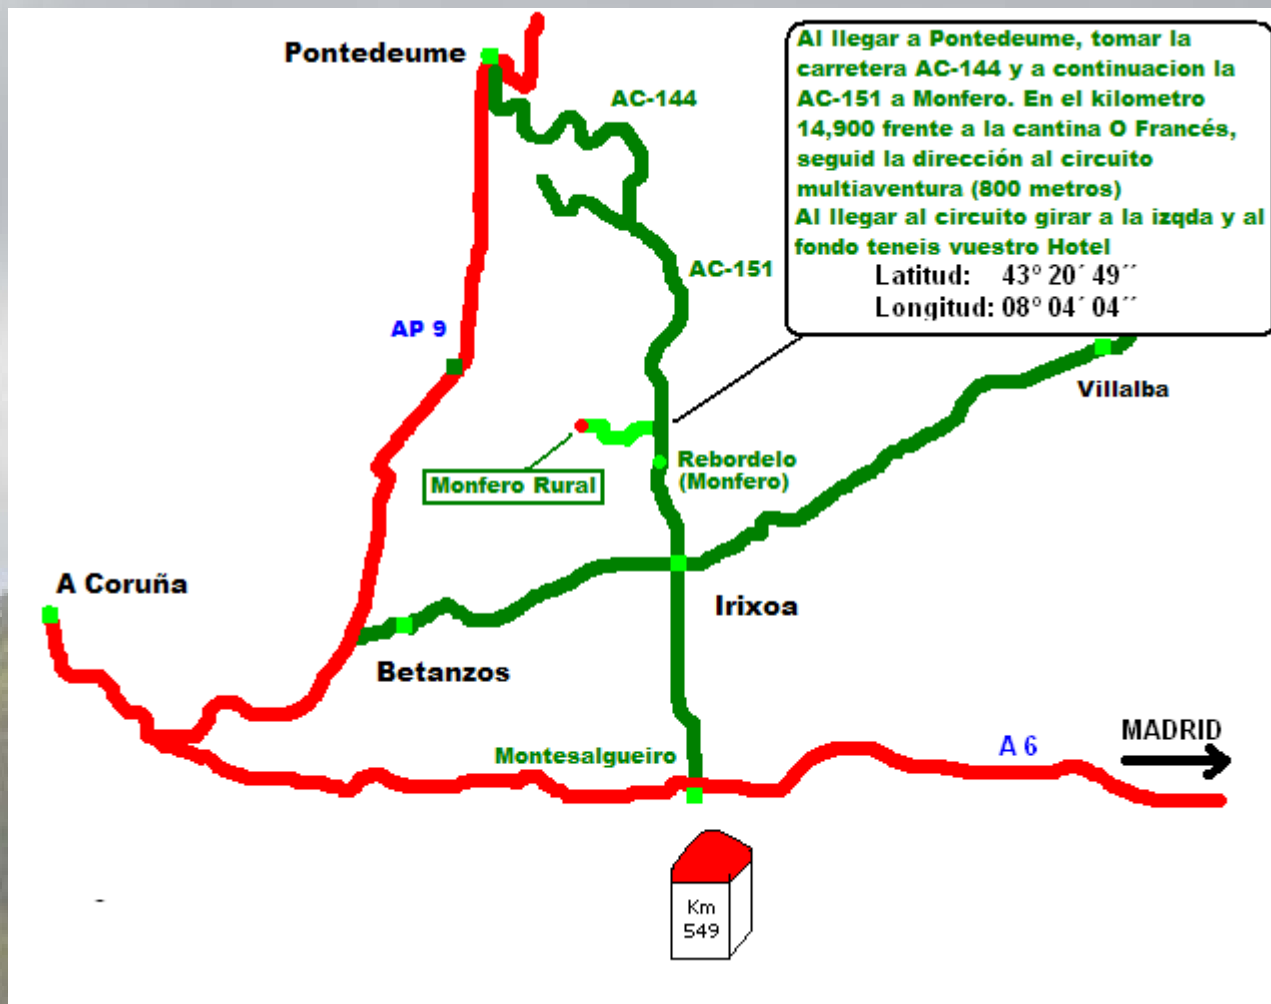 Pontedeume
AC-144
Al llegar a Pontedeume, tomar la
carretera AC-144 y a continuacion la
AC-151 a Monfero. En el kilometro
14,900 frente a la cantina O Francés,
seguid la dirección al circuito
multiaventura (800 metros)
Al llegar al circuito girar a la izqda y al
fondo teneis vuestro Hotel
Latitud: 43º 20´ 49´´
Longitud: 08º 04´ 04´´
AC-151
AP 9
Villalba
Rebordelo
(Monfero)
Monfero Rural
A Coruña
Irixoa
Betanzos
Montesalgueiro
A 6
MADRID
Km
549